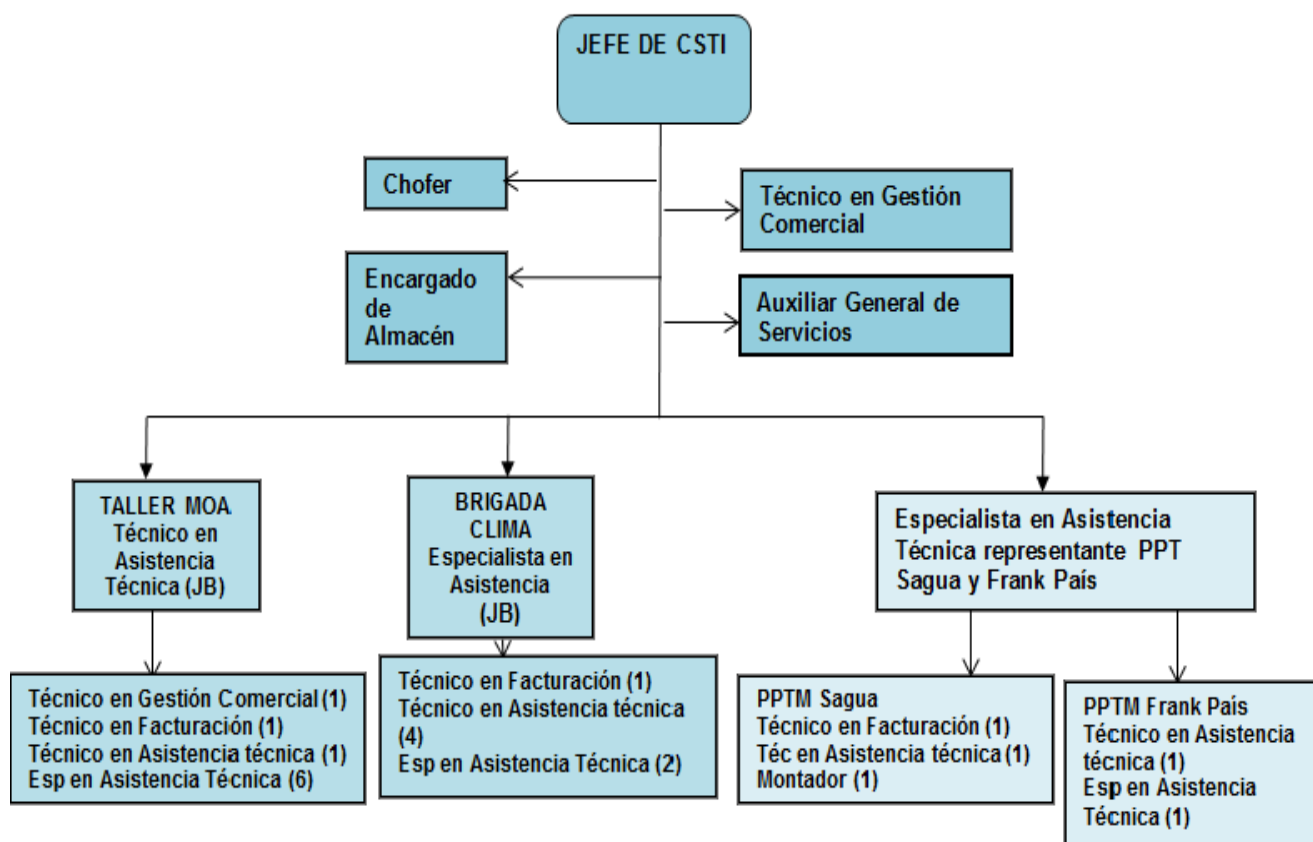 JEFE DE CSTI
Chofer
Técnico en Gestión
Comercial
Encargado
de
Almacén
Auxiliar General de
Servicios
TALLER MOA.
Técnico en
Asistencia
Técnica (JB)
BRIGADA
CLIMA
Especialista en
Asistencia
(JB)
Especialista en Asistencia
Técnica representante PPT
Sagua y Frank País
Técnico en Gestión Comercial (1)
Técnico en Facturación (1)
Técnico en Asistencia técnica (1)
Esp en Asistencia Técnica (6)
Técnico en Facturación (1)
Técnico en Asistencia técnica
(4)
Esp en Asistencia Técnica (2)
PPTM Sagua
Técnico en Facturación (1)
Téc en Asistencia técnica (1)
Montador (1)
PPTM Frank País
Técnico en Asistencia
técnica (1)
Esp en Asistencia
Técnica (1)